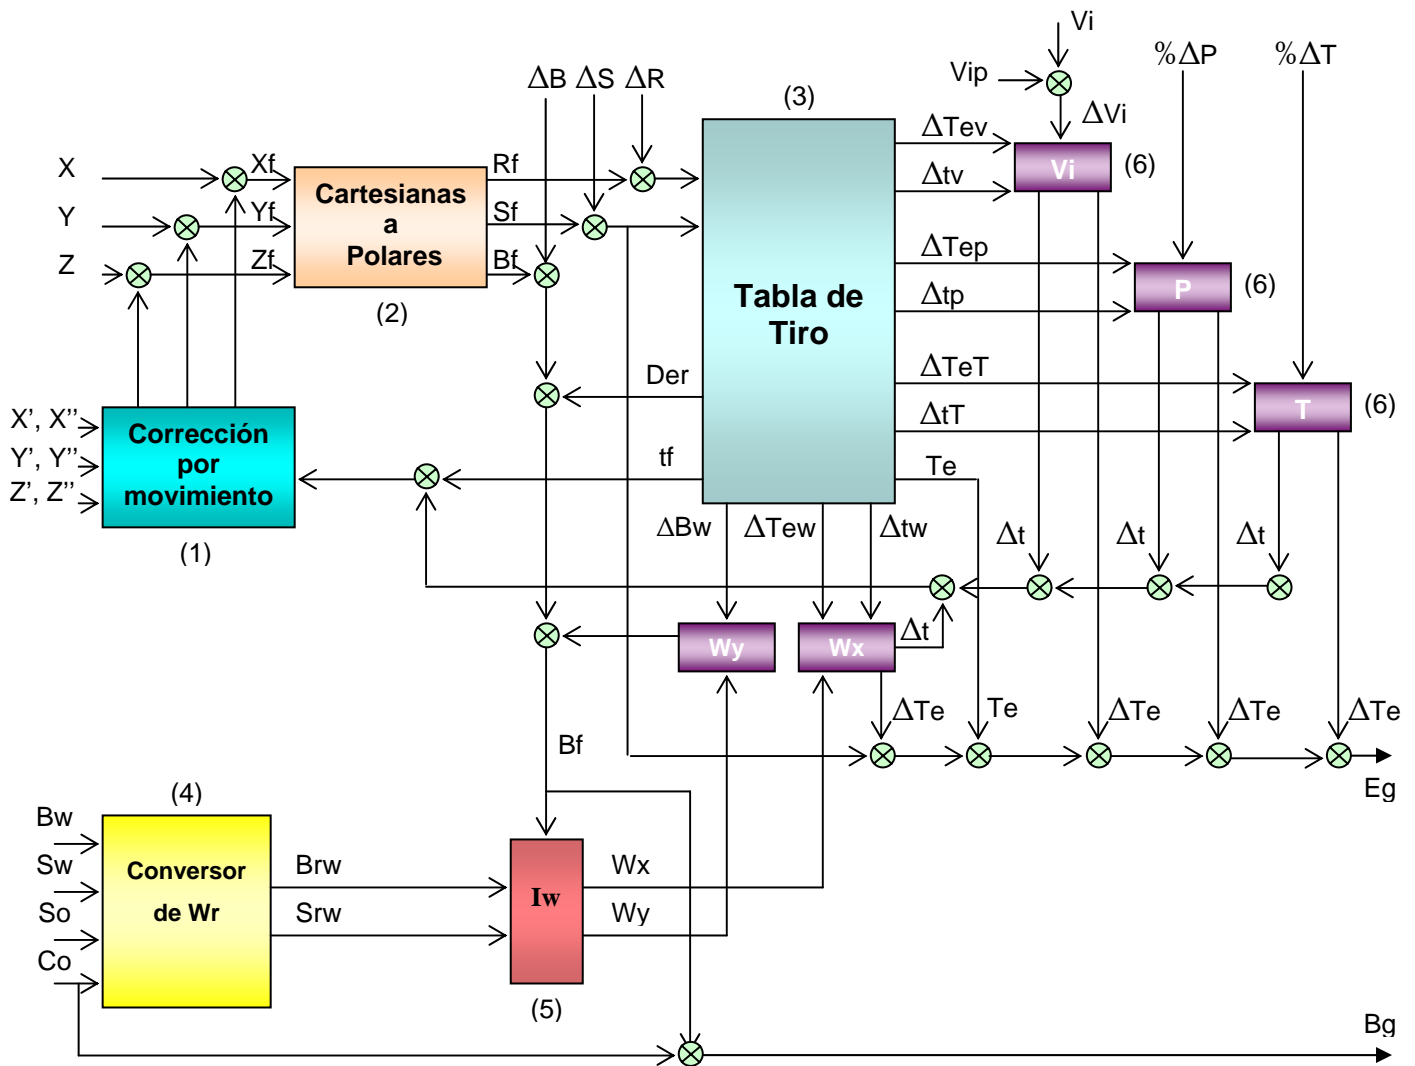 Vi
Vip
%ΔP
%ΔT
ΔB
ΔS
ΔR
(3)
ΔVi
ΔTev
Vi
(6)
Δtv
X
Xf
Rf
Cartesianas
a
Polares
Y
Yf
Sf
Z
Zf
Bf
(2)
ΔTep
P
(6)
Δtp
Tabla de
Tiro
Der
ΔTeT
T
(6)
ΔtT
X’, X’’
Y’, Y’’
Z’, Z’’
Corrección
por
movimiento
(1)
tf
Te
ΔBw
ΔTew
Δtw
Δt
Δt
Δt
Wy
Wx
Δt
ΔTe
Te
ΔTe
ΔTe
ΔTe
Eg
Bf
(4)
Bw
Sw
So
Co
Conversor
de Wr
Brw
Srw
Iw
(5)
Wx
Wy
Bg